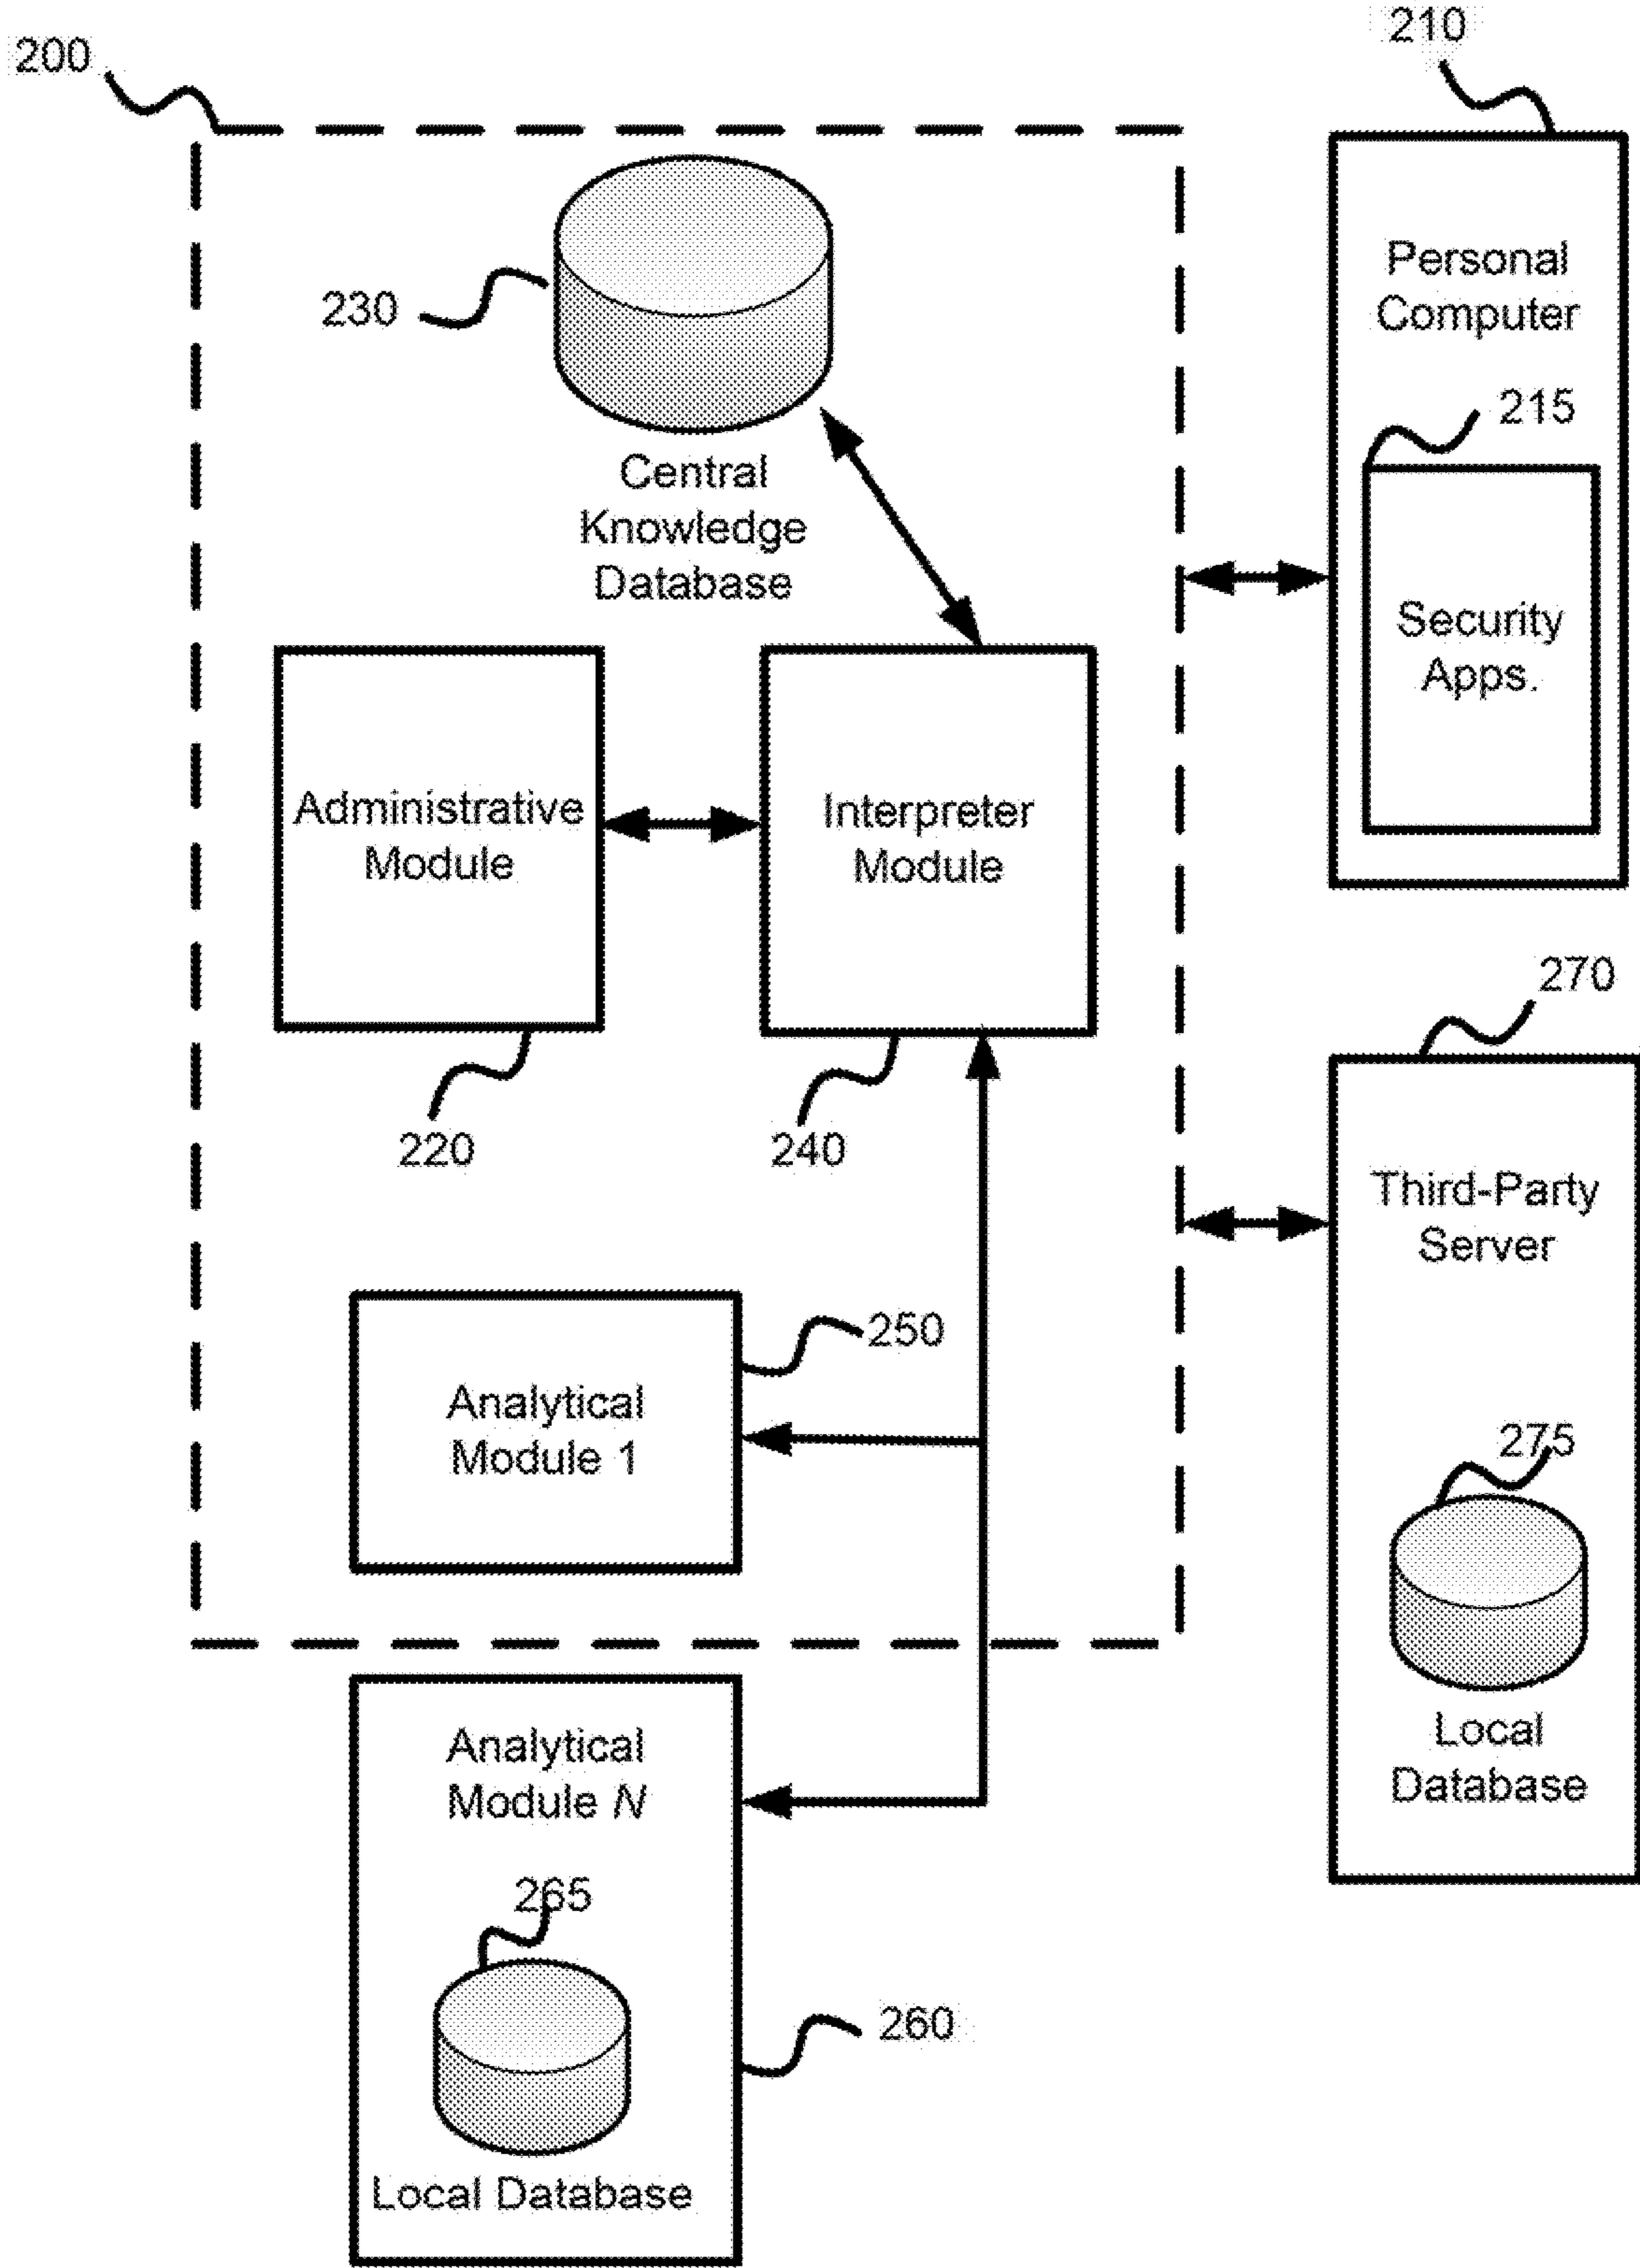 200
210
230
Central
Knowledge
Database
Personal
Computer
215
Security
Apps.
Administrative
Module
Interpreter
Module
220
240
270
Third-Party
Server
250
Analytical
Module 1
275
Local
Database
Analytical
Module N
265
260
Local Database